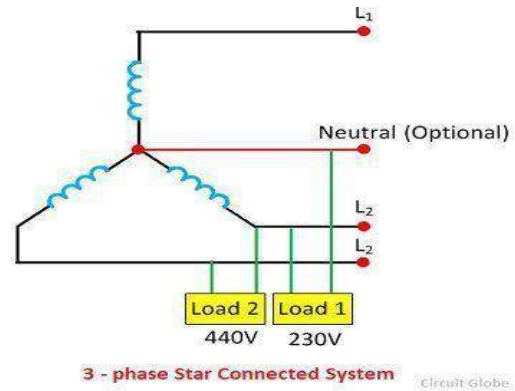 L₁
Neutral (Optional)
L₂
L₂
Load 2 Load 1
440V 230V
3 - phase Star Connected System
Circuit Globe